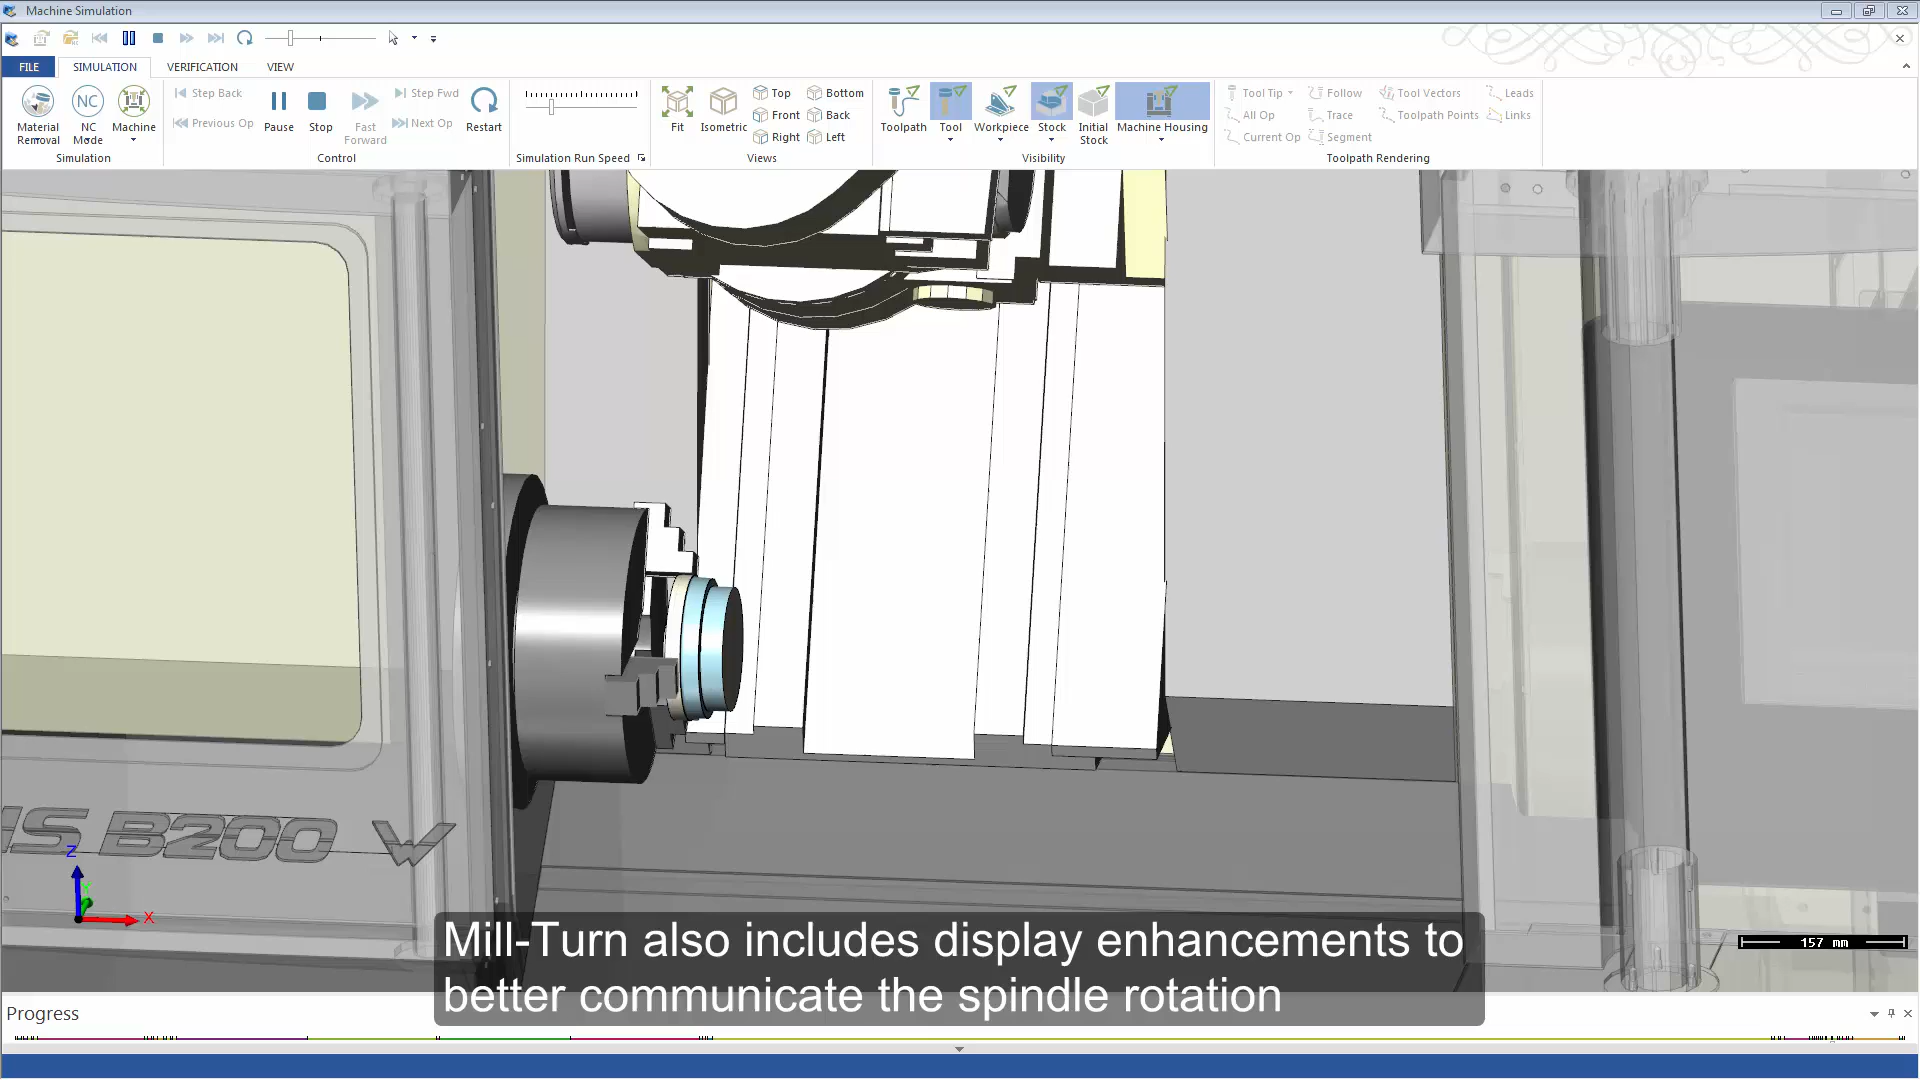 Machine Simulation
FILE SIMULATION VERIFICATION VIEW
Material Removal
NC
NC Mode
Machine
Simulation
Step Back
Previous Op
Pause
Stop
Fast Forward
Step Fwd
Next Op
Restart
Control
Simulation Run Speed
Fit
Isometric
Top
Front
Right
Bottom
Back
Left
Views
Toolpath
Tool
Workpiece
Stock
Initial Stock
Machine Housing
Visibility
Tool Tip
All Op
Current Op
Follow
Trace
Segment
Tool Vectors
Toolpath Points
Leads
Links
Toolpath Rendering
B200
W
Z
Y
X
157 mm
Mill-Turn also includes display enhancements to
better communicate the spindle rotation
Progress